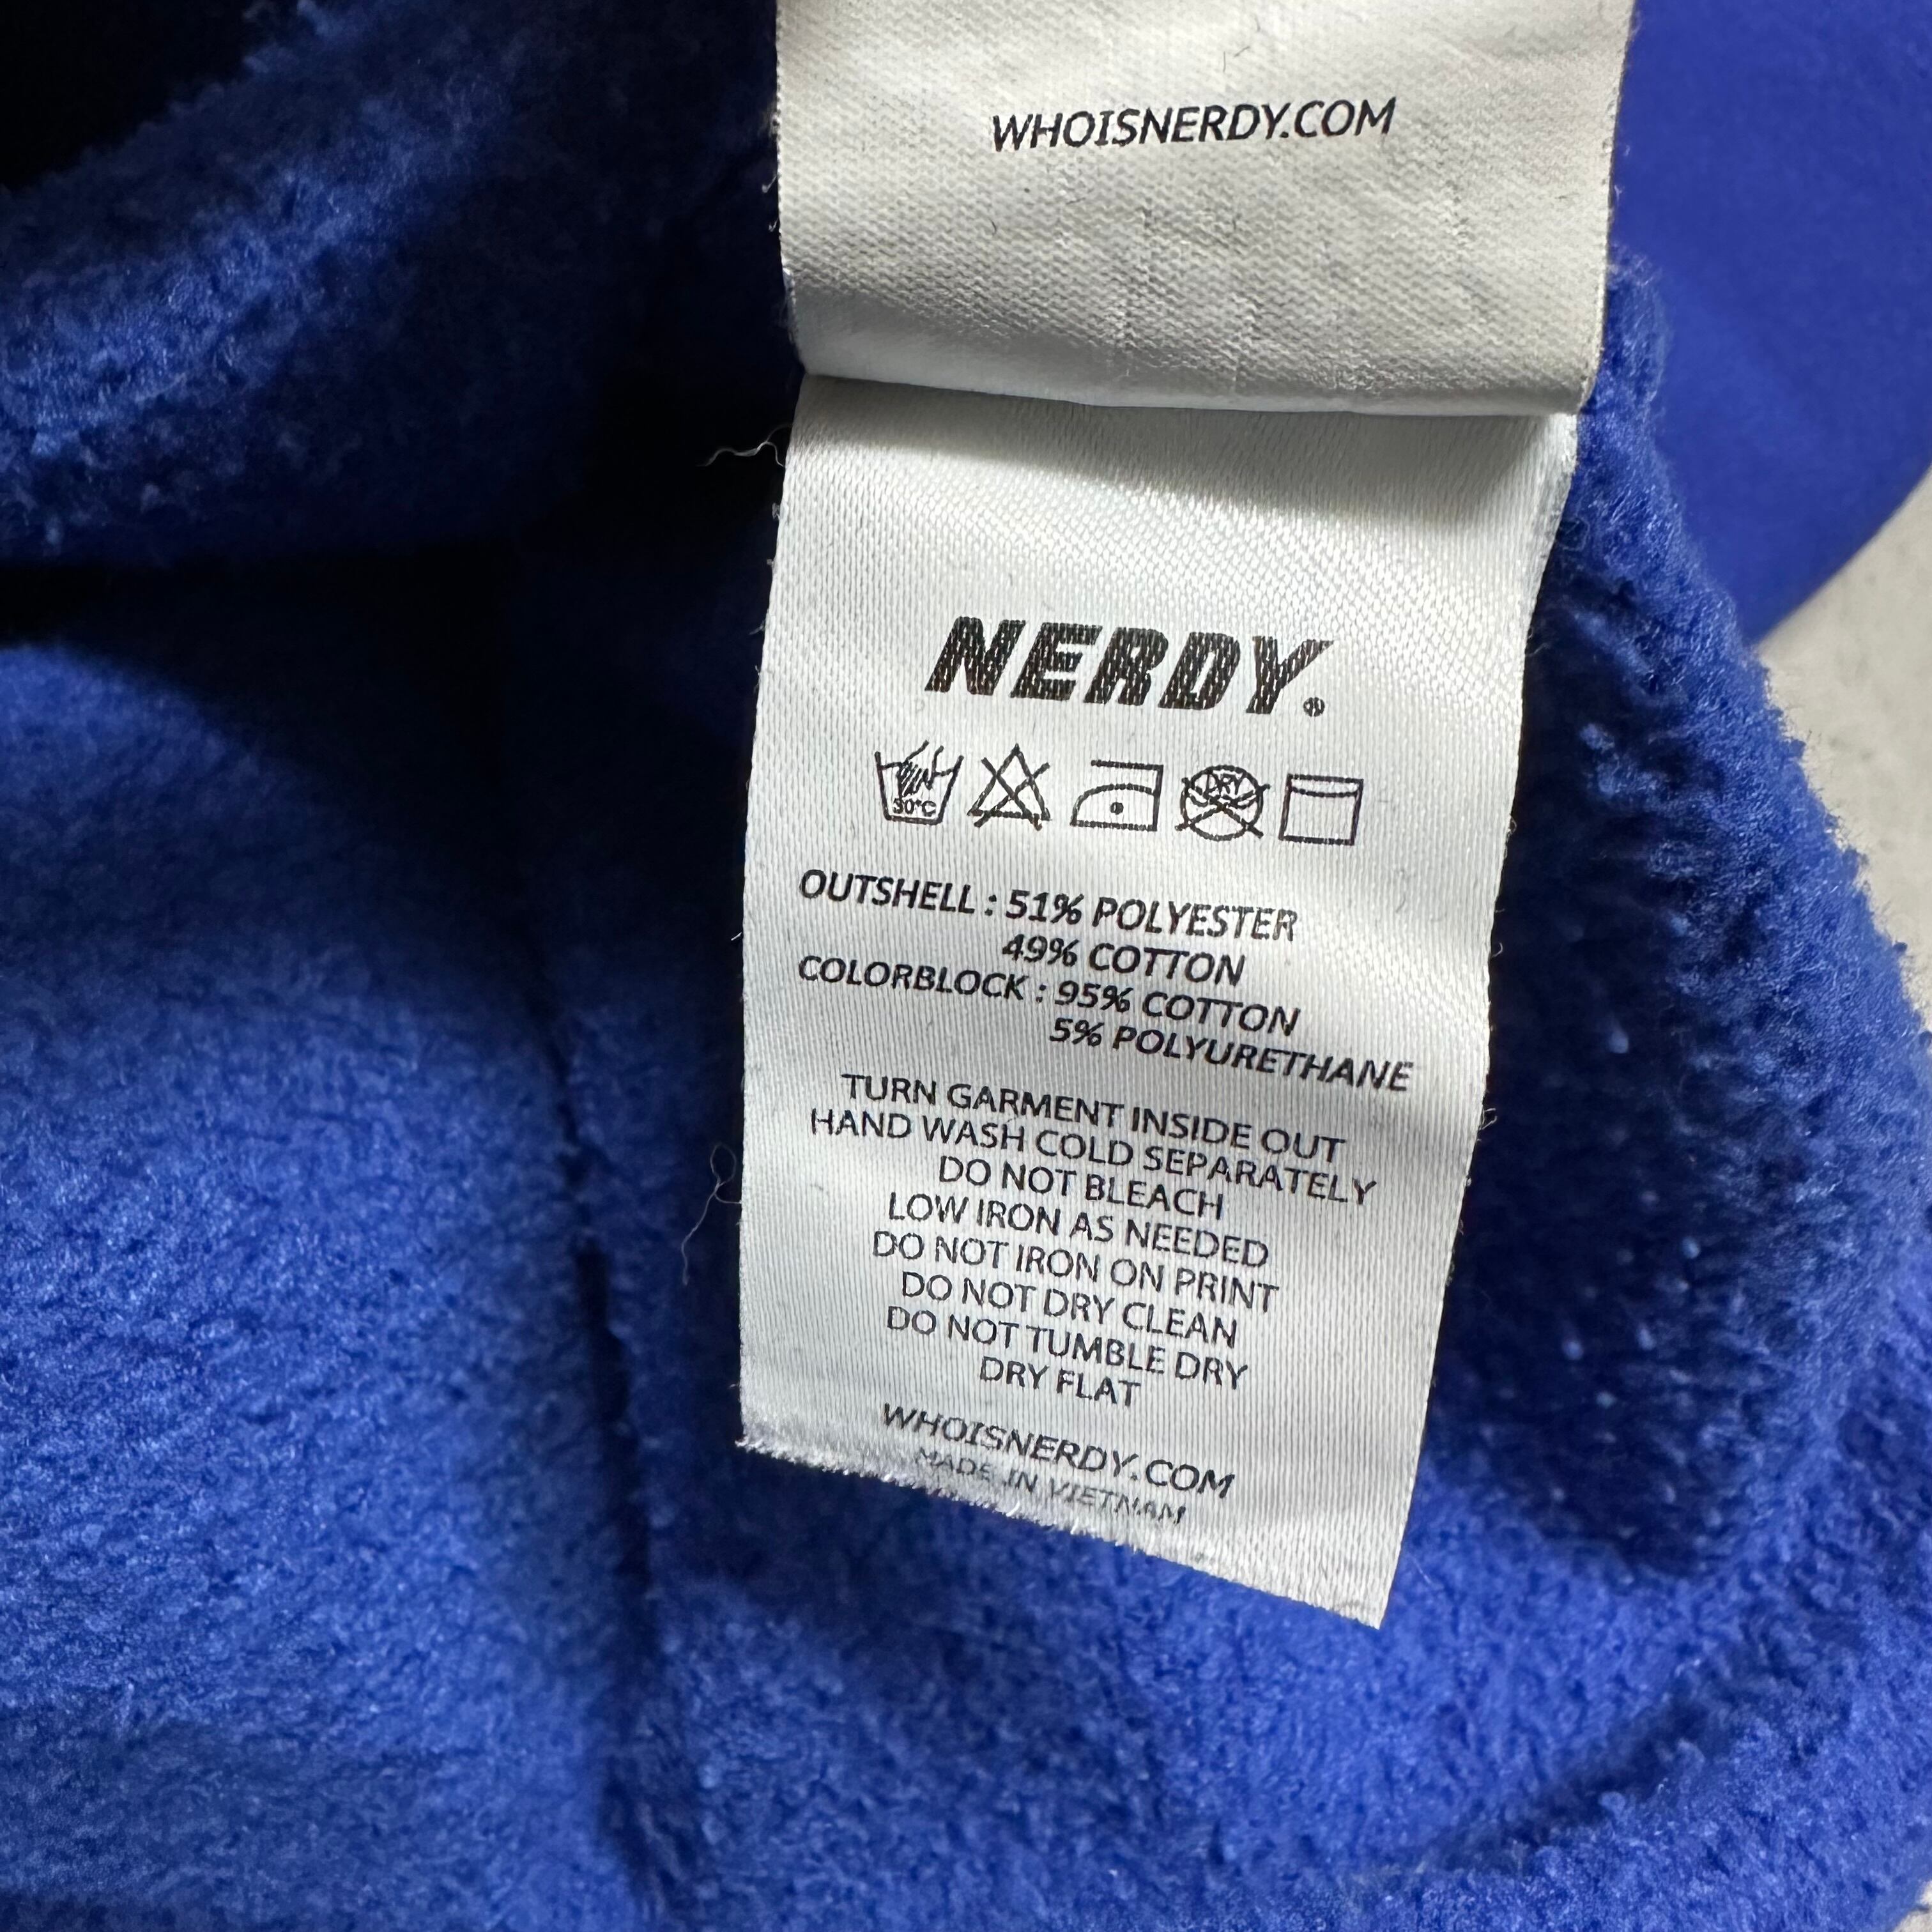 WHOISNERDY.COM
NERDY.®
30°C
DRY
OUTSHELL : 51% POLYESTER
49% COTTON
COLORBLOCK : 95% COTTON
5% POLYURETHANE
TURN GARMENT INSIDE OUT
HAND WASH COLD SEPARATELY
DO NOT BLEACH
LOW IRON AS NEEDED
DO NOT IRON ON PRINT
DO NOT DRY CLEAN
DO NOT TUMBLE DRY
DRY FLAT
WHOISNERDY.COM
MADE IN VIETNAM